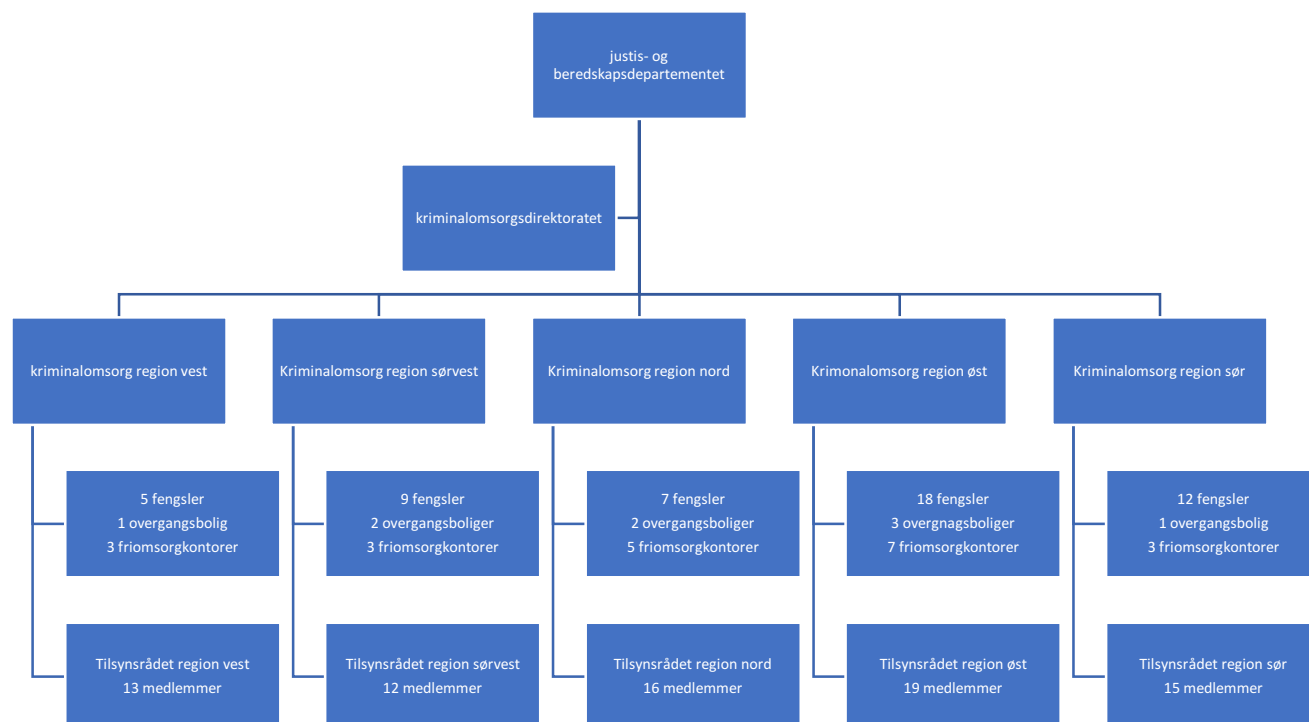 justis- og
beredskapsdepartementet
kriminalomsorgsdirektoratet
kriminalomsorg region vest
Kriminalomsorg region sørvest
Kriminalomsorg region nord
Krimonalomsorg region øst
Kriminalomsorg region sør
5 fengsler
1 overgangsbolig
3 friomsorgkontorer
9 fengsler
2 overgangsboliger
3 friomsorgkontorer
7 fengsler
2 overgangsboliger
5 friomsorgkontorer
18 fengsler
3 overgnagsboliger
7 friomsorgkontorer
12 fengsler
1 overgangsbolig
3 friomsorgkontorer
Tilsynsrådet region vest
13 medlemmer
Tilsynsrådet region sørvest
12 medlemmer
Tilsynsrådet region nord
16 medlemmer
Tilsynsrådet region øst
19 medlemmer
Tilsynsrådet region sør
15 medlemmer